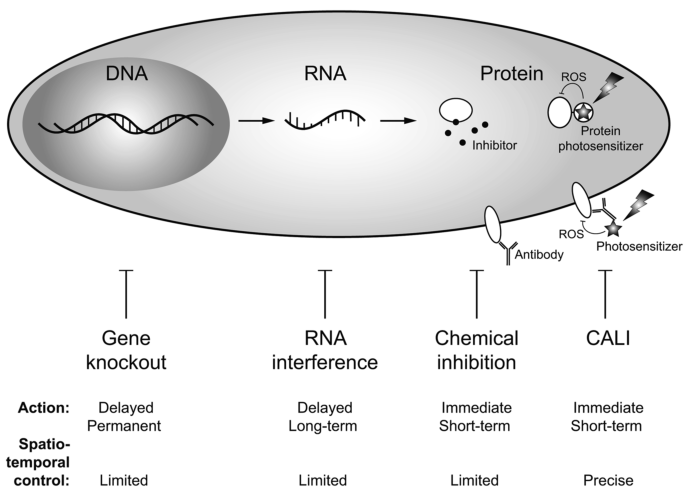 DNA
RNA
Protein
ROS
Protein
photosensitizer
Inhibitor
ROS
Photosensitizer
Antibody
Gene
knockout
RNA
interference
Chemical
inhibition
CALI
Action: Delayed Delayed Immediate Immediate
Permanent Long-term Short-term Short-term
Spatio-
temporal
control: Limited Limited Limited Precise